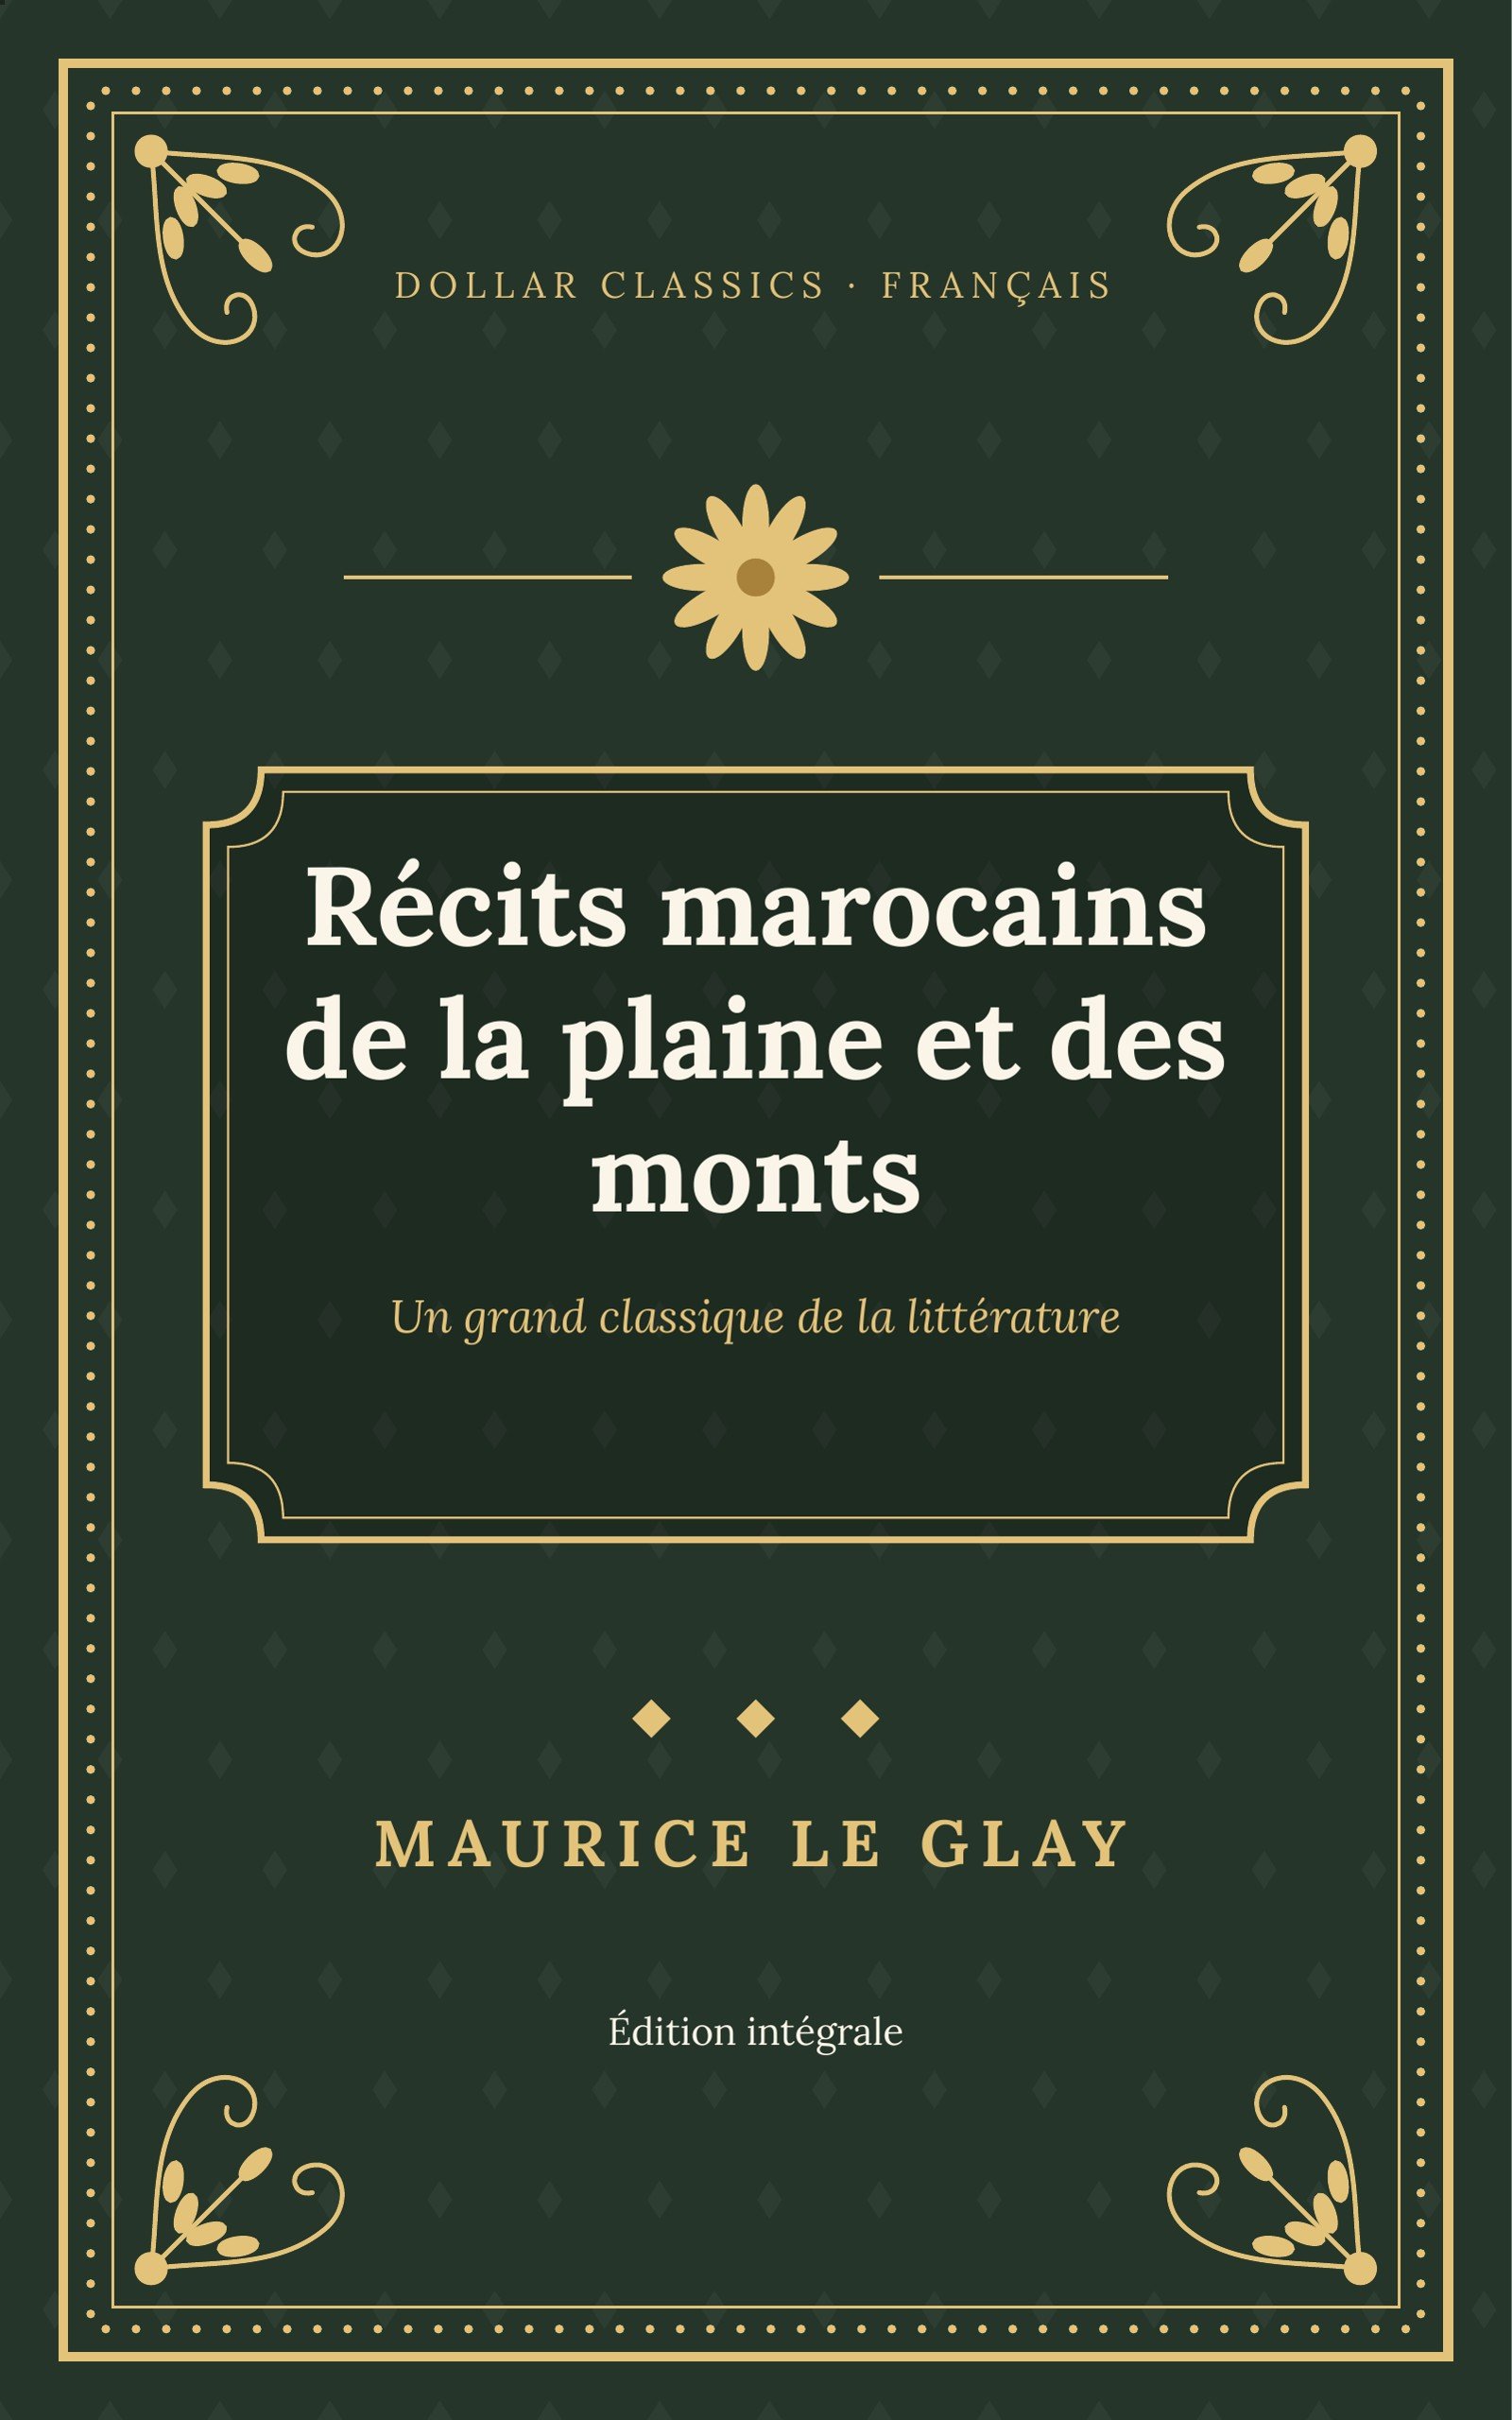 DOLLAR CLASSICS · FRANÇAIS
Récits marocains
de la plaine et des
monts
Un grand classique de la littérature
MAURICE LE GLAY
Édition intégrale